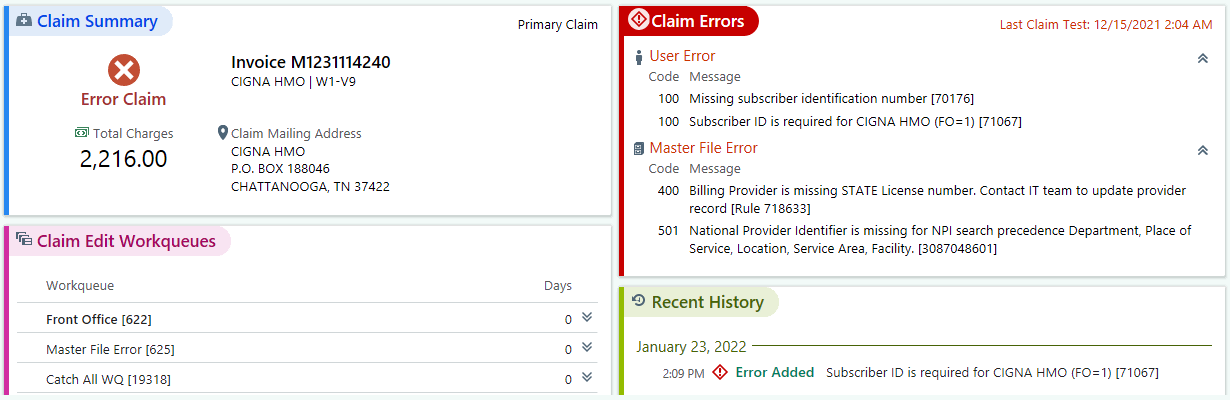 Claim Summary
Primary Claim
Error Claim
Invoice M1231114240
CIGNA HMO | W1-V9
Total Charges
2,216.00
Claim Mailing Address
CIGNA HMO
P.O. BOX 188046
CHATTANOOGA, TN 37422
Claim Edit Workqueues
Workqueue Days
Front Office [622] 0
Master File Error [625] 0
Catch All WQ [19318] 0
Claim Errors
Last Claim Test: 12/15/2021 2:04 AM
User Error
Code Message
100 Missing subscriber identification number [70176]
100 Subscriber ID is required for CIGNA HMO (FO=1) [71067]
Master File Error
Code Message
400 Billing Provider is missing STATE License number. Contact IT team to update provider
record [Rule 718633]
501 National Provider Identifier is missing for NPI search precedence Department, Place of
Service, Location, Service Area, Facility. [3087048601]
Recent History
January 23, 2022
2:09 PM Error Added Subscriber ID is required for CIGNA HMO (FO=1) [71067]